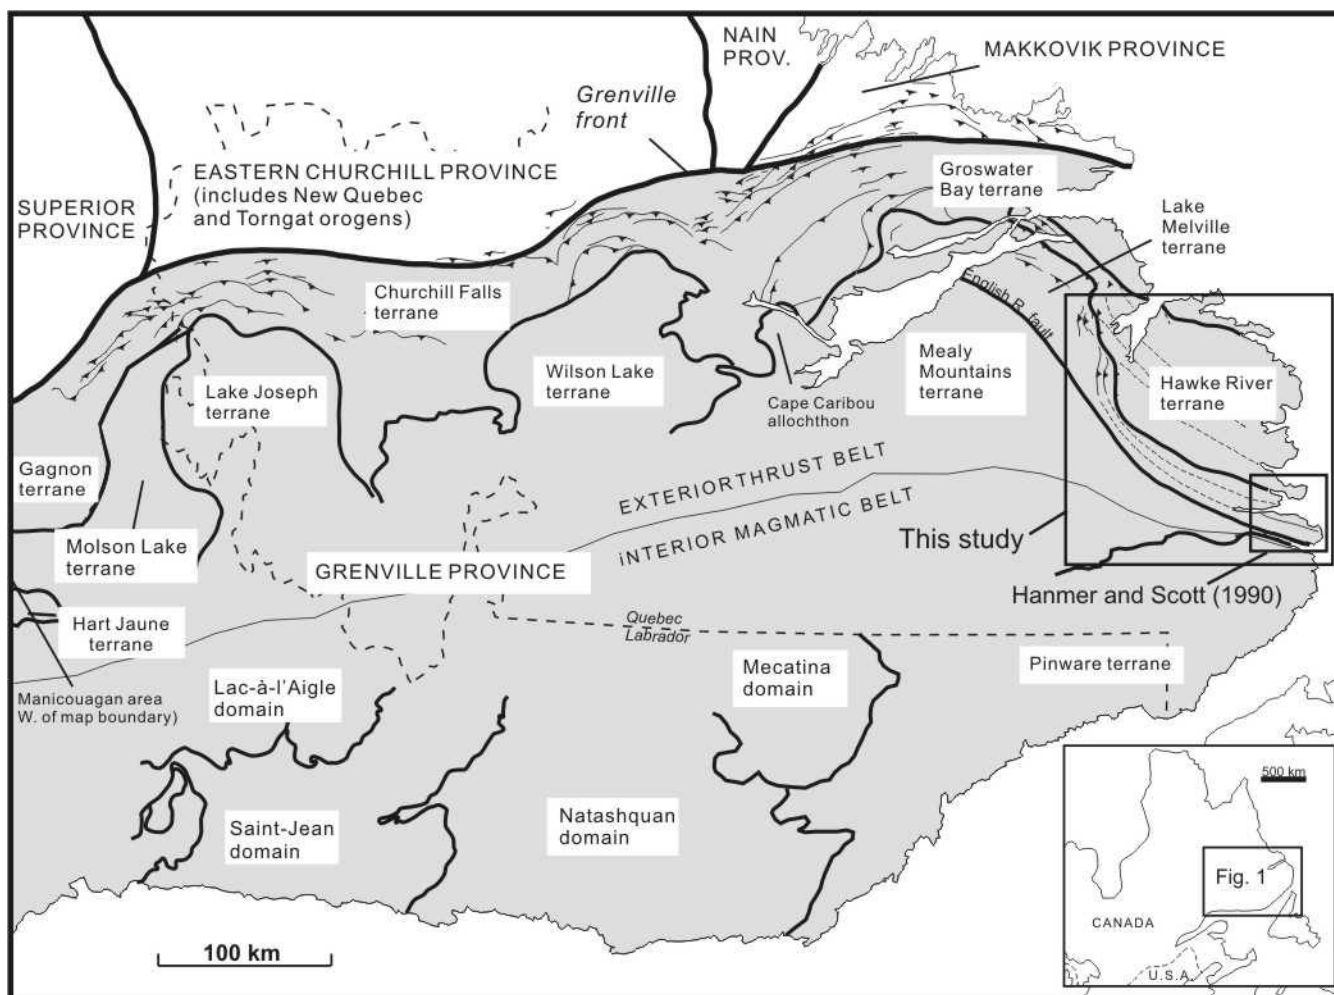 NAIN
PROV.
MAKKOVIK PROVINCE
Grenville
front
EASTERN CHURCHILL PROVINCE
(includes New Quebec
and Torngat orogens)
SUPERIOR
PROVINCE
Groswater
Bay terrane
Lake
Melville
terrane
Churchill Falls
terrane
English R. fault
Wilson Lake
terrane
Mealy
Mountains
terrane
Hawke River
terrane
Lake Joseph
terrane
Cape Caribou
allochthon
Gagnon
terrane
EXTERIOR THRUST BELT
iNTERIOR MAGMATIC BELT
This study
Molson Lake
terrane
GRENVILLE PROVINCE
Hanmer and Scott (1990)
Hart Jaune
terrane
Quebec
Labrador
Mecatina
domain
Pinware terrane
Manicouagan area
W. of map boundary)
Lac-à-l'Aigle
domain
Saint-Jean
domain
Natashquan
domain
100 km
500 km
Fig. 1
CANADA
U.S.A.